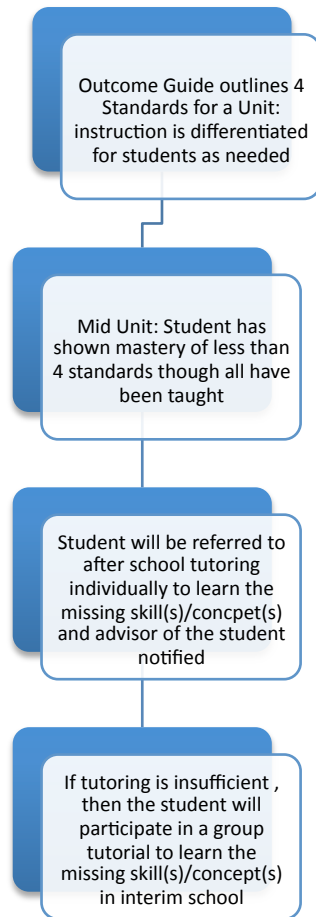 Outcome Guide outlines 4
Standards for a Unit:
instruction is differentiated
for students as needed
Mid Unit: Student has
shown mastery of less than
4 standards though all have
been taught
Student will be referred to
after school tutoring
individually to learn the
missing skill(s)/concpet(s)
and advisor of the student
notified
If tutoring is insufficient ,
then the student will
participate in a group
tutorial to learn the
missing skill(s)/concept(s)
in interim school